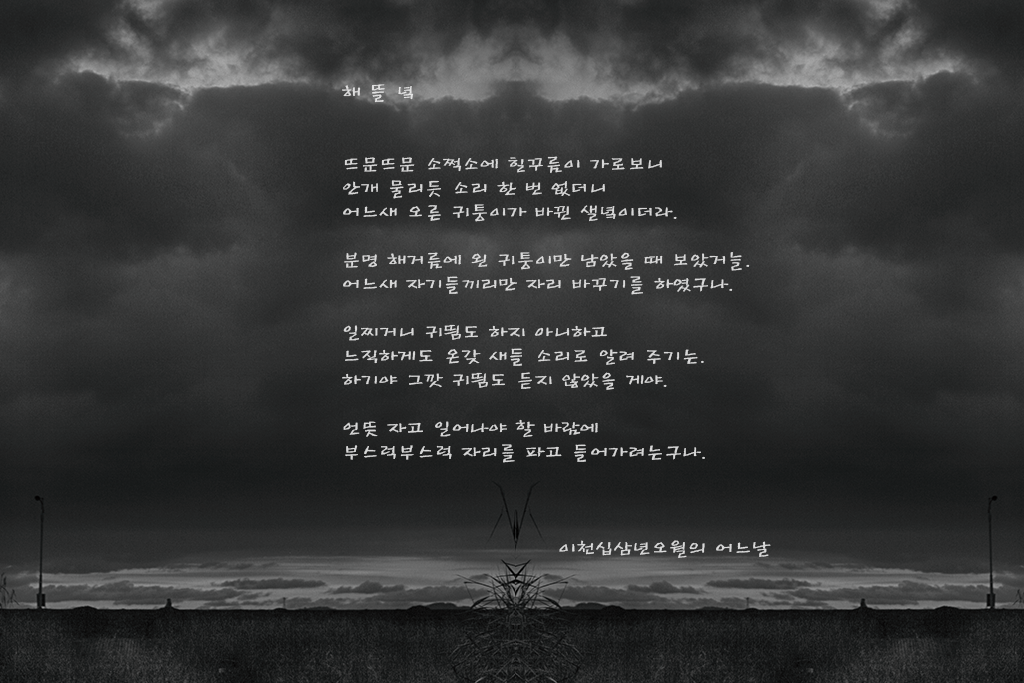 해 뜰 녘
뜨문뜨문 소쩍소에 힐꾸름이 가로보니
안개 물리듯 소리 한 번 없더니
어느새 오른 귀퉁이가 바뀐 샐녘이더라.
분명 해거름에 왼 귀퉁이만 남았을 때 보았거늘.
어느새 자기들끼리만 자리 바꾸기를 하였구나.
일찌거니 귀띔도 하지 아니하고
느직하게도 온갖 새들 소리로 알려 주기는.
하기야 그깟 귀띔도 듣지 않았을 게야.
언뜻 자고 일어나야 할 바람에
부스럭부스럭 자리를 파고 들어가려는구나.
이천십삼년오월의 어느날